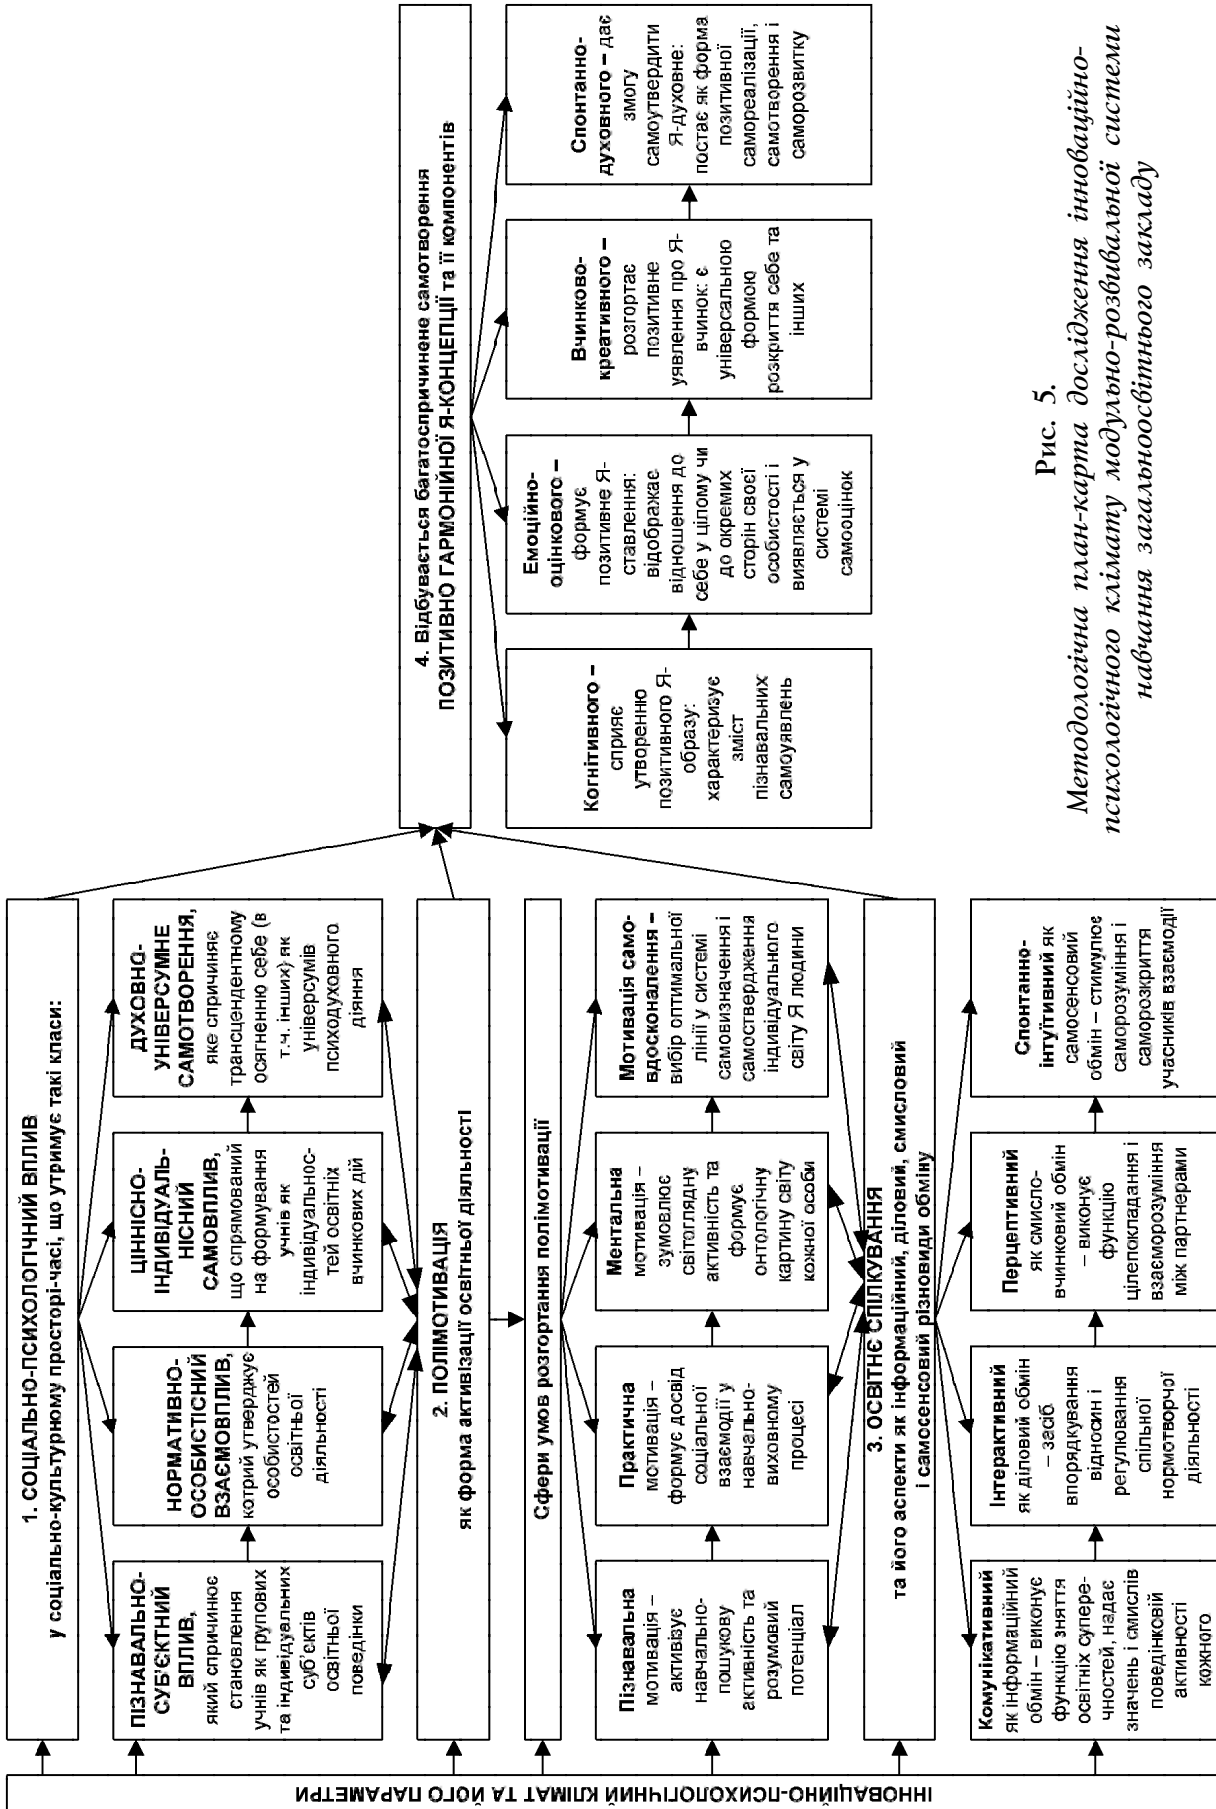 ІННОВАЦІЙНО-ПСИХОЛОГІЧНИЙ КЛІМАТ ТА ЙОГО ПАРАМЕТРИ
1. СОЦІАЛЬНО-ПСИХОЛОГІЧНИЙ ВПЛИВ
у соціально-культурному просторі-часі, що утримує такі класи:
ПІЗНАВАЛЬНО-
СУБ’ЄКТНИЙ
ВПЛИВ,
який спричинює
становлення
учнів як групових
та індивідуальних
суб’єктів
освітньої
поведінки
НОРМАТИВНО-
ОСОБИСТІСНИЙ
ВЗАЄМОВПЛИВ,
котрий утверджує
особистостей
освітньої
діяльності
ЦІННІСНО-
ІНДИВІДУАЛЬ-
НІСНИЙ
САМОВПЛИВ,
що спрямований
на формування
учнів як
індивідуальнос-
тей освітніх
вчинкових дій
ДУХОВНО-
УНІВЕРСУМНЕ
САМОТВОРЕННЯ,
яке спричиняє
трансцендентному
осягненню себе (в
т.ч. інших) як
універсумів
психодуховного
діяння
2. ПОЛІМОТИВАЦІЯ
як форма активізації освітньої діяльності
Сфери умов розгортання полімотивації
Пізнавальна
мотивація –
активізує
навчально-
пошукову
активність та
розумовий
потенціал
Практична
мотивація –
формує досвід
соціальної
взаємодії у
навчально-
виховному
процесі
Ментальна
мотивація –
зумовлює
світоглядну
активність та
формує
онтологічну
картину світу
кожної особи
Мотивація само-
вдосконалення –
вибір оптимальної
лінії у системі
самовизначення і
самоствердження
індивідуального
світу Я людини
3. ОСВІТНЄ СПІЛКУВАННЯ
та його аспекти як інформаційний, діловий, смисловий
і самосенсовий різновиди обміну
Комунікативний
як інформаційний
обмін – виконує
функцію зняття
освітніх супере-
чностей, надає
значень і смислів
поведінковій
активності
кожного
Інтерактивний
як діловий обмін
– засіб
впорядкування
відносин і
регулювання
спільної
нормотворчої
діяльності
Перцептивний
як смисло-
вчинковий обмін
– виконує
функцію
цілепокладання і
взаєморозуміння
між партнерами
Спонтанно-
інтуїтивний як
самосенсовий
обмін – стимулює
саморозуміння і
саморозкриття
учасників взаємодії
4. Відбувається багатоспричинене самотворення
ПОЗИТИВНО ГАРМОНІЙНОЇ Я-КОНЦЕПЦІЇ та її компонентів
Когнітивного –
сприяє
утворенню
позитивного Я-
образу:
характеризує
зміст
пізнавальних
самоуявлень
Емоційно-
оцінкового –
формує
позитивне Я-
ставлення:
відображає
відношення до
себе у цілому чи
до окремих
сторін своєї
особистості і
виявляється у
системі
самооцінок
Вчинково-
креативного –
розгортає
позитивне
уявлення про Я-
вчинок: є
універсальною
формою
розкриття себе та
інших
Спонтанно-
духовного – дає
змогу
самоутвердити
Я-духовне:
постає як форма
позитивної
самореалізації,
самотворення і
саморозвитку
Рис. 5.
Методологічна план-карта дослідження інноваційно-
психологічного клімату модульно-розвивальної системи
навчання загальноосвітнього закладу